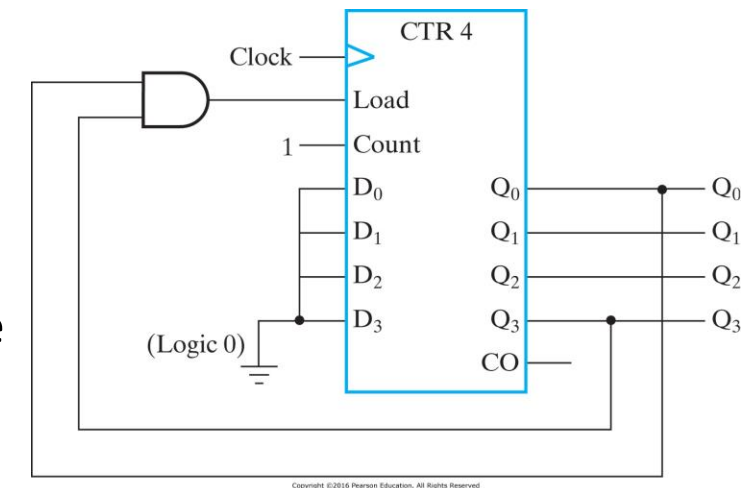 CTR 4
Clock
Load
1 Count
D₀ Q₀ Q₀
D₁ Q₁ Q₁
D₂ Q₂ Q₂
D₃ Q₃ Q₃
(Logic 0)
CO
e
Copyright ©2016 Pearson Education, All Rights Reserved